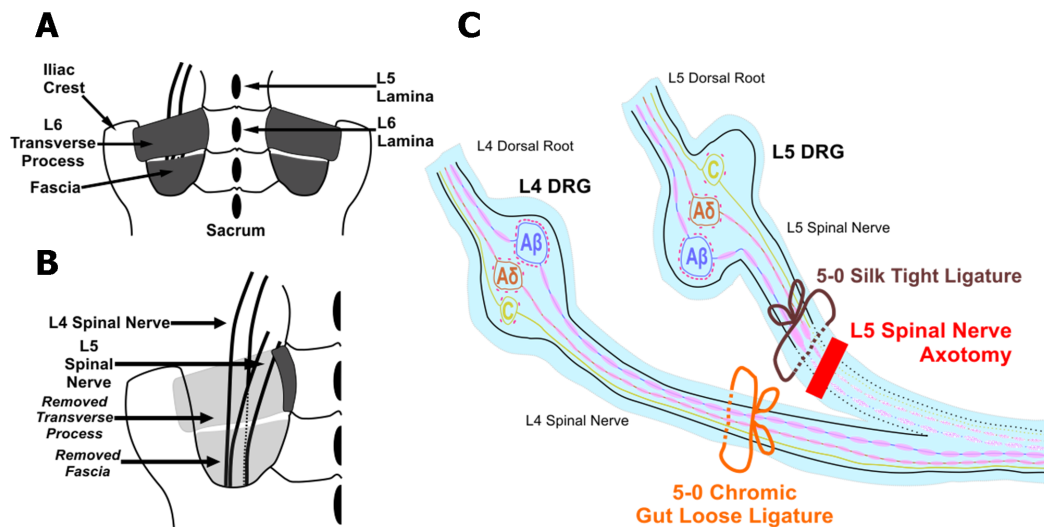 A
Iliac
Crest
L6
Transverse
Process
Fascia
L5
Lamina
L6
Lamina
Sacrum
B
L4 Spinal Nerve
L5
Spinal
Nerve
Removed
Transverse
Process
Removed
Fascia
C
L5 Dorsal Root
L4 Dorsal Root
L5 DRG
L4 DRG
C
Aδ
Aβ
Aβ
Aδ
C
L5 Spinal Nerve
5-0 Silk Tight Ligature
L5 Spinal Nerve
Axotomy
L4 Spinal Nerve
5-0 Chromic
Gut Loose Ligature